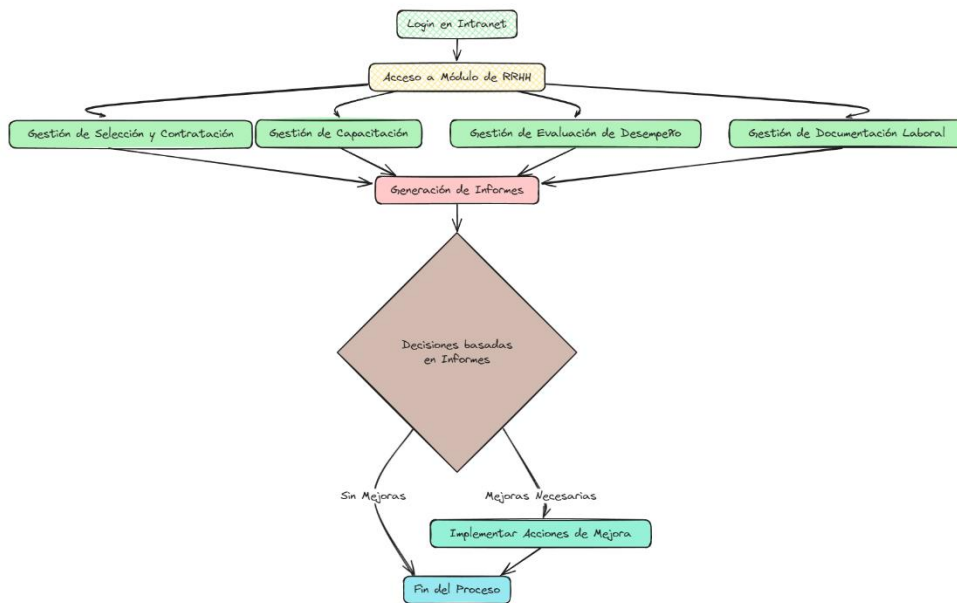 Login en Intranet
Acceso a Módulo de RRHH
Gestión de Selección y Contratación
Gestión de Capacitación
Gestión de Evaluación de Desempeño
Gestión de Documentación Laboral
Generación de Informes
Decisiones basadas
en Informes
Sin Mejoras
Mejoras Necesarias
Implementar Acciones de Mejora
Fin del Proceso